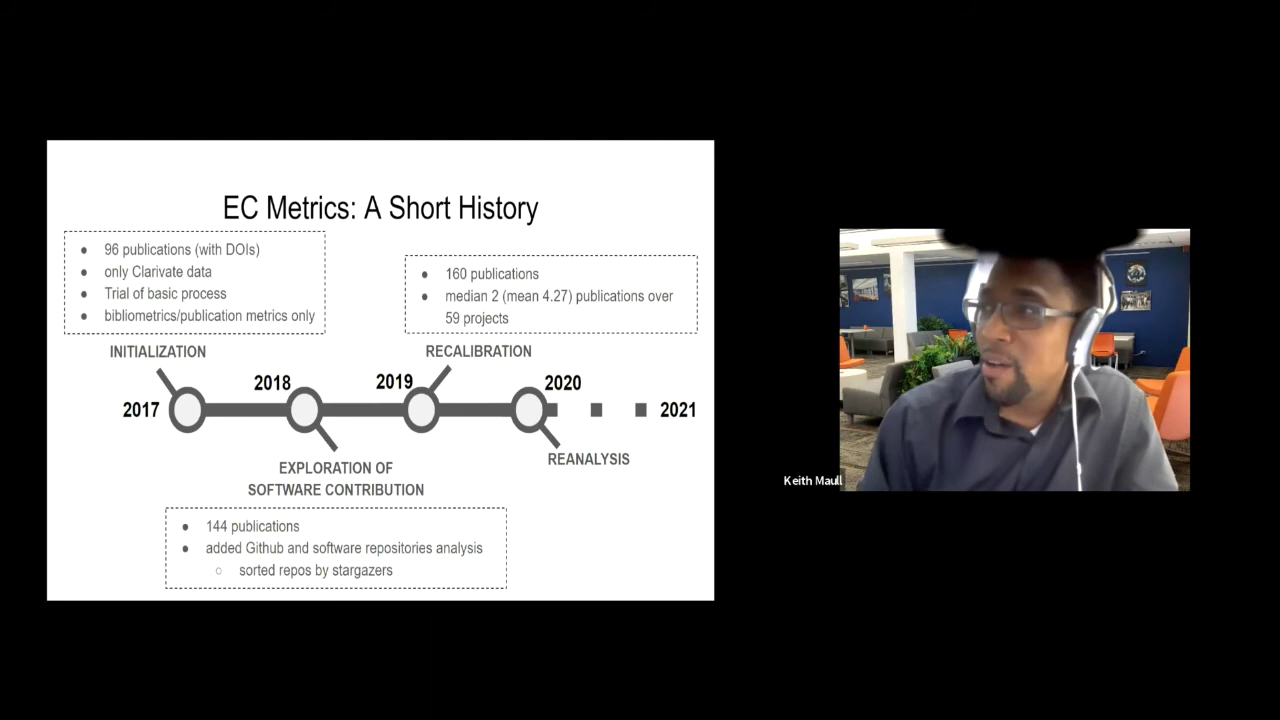 EC Metrics: A Short History
● 96 publications (with DOIs)
● only Clarivate data
● Trial of basic process
● bibliometrics/publication metrics only
● 160 publications
● median 2 (mean 4.27) publications over
59 projects
INITIALIZATION
RECALIBRATION
2017
2018
2019
2020
2021
EXPLORATION OF
SOFTWARE CONTRIBUTION
REANALYSIS
● 144 publications
● added Github and software repositories analysis
○ sorted repos by stargazers
Keith Maull